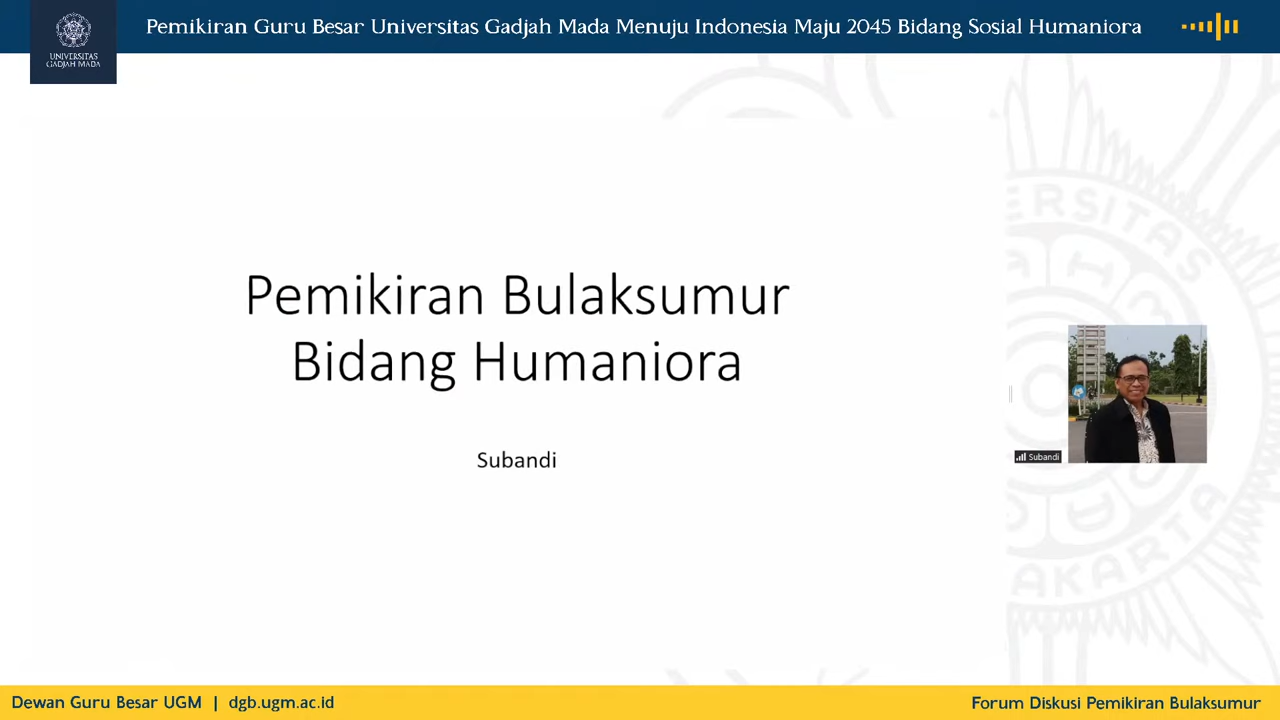 Pemikiran Guru Besar Universitas Gadjah Mada Menuju Indonesia Maju 2045 Bidang Sosial Humaniora
UNIVERSITAS
GADJAH MADA
Pemikiran Bulaksumur
Bidang Humaniora
Subandi
Subandi
Dewan Guru Besar UGM | dgb.ugm.ac.id
Forum Diskusi Pemikiran Bulaksumur